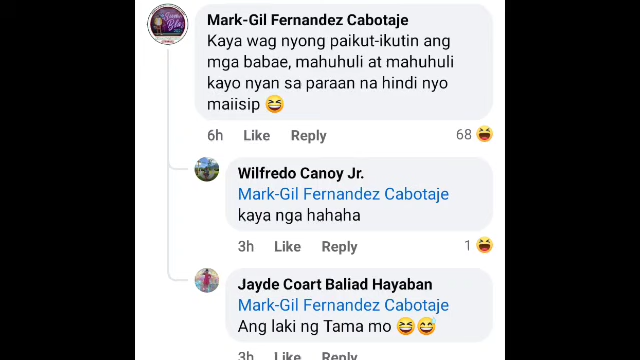 Mark-Gil Fernandez Cabotaje
Kaya wag nyong paikut-ikutin ang
mga babae, mahuhuli at mahuhuli
kayo nyan sa paraan na hindi nyo
maiisip 😆
6h Like Reply 68
Wilfredo Canoy Jr.
Mark-Gil Fernandez Cabotaje
kaya nga hahaha
3h Like Reply 1
Jayde Coart Baliad Hayaban
Mark-Gil Fernandez Cabotaje
Ang laki ng Tama mo 😆😅
3h Like Reply